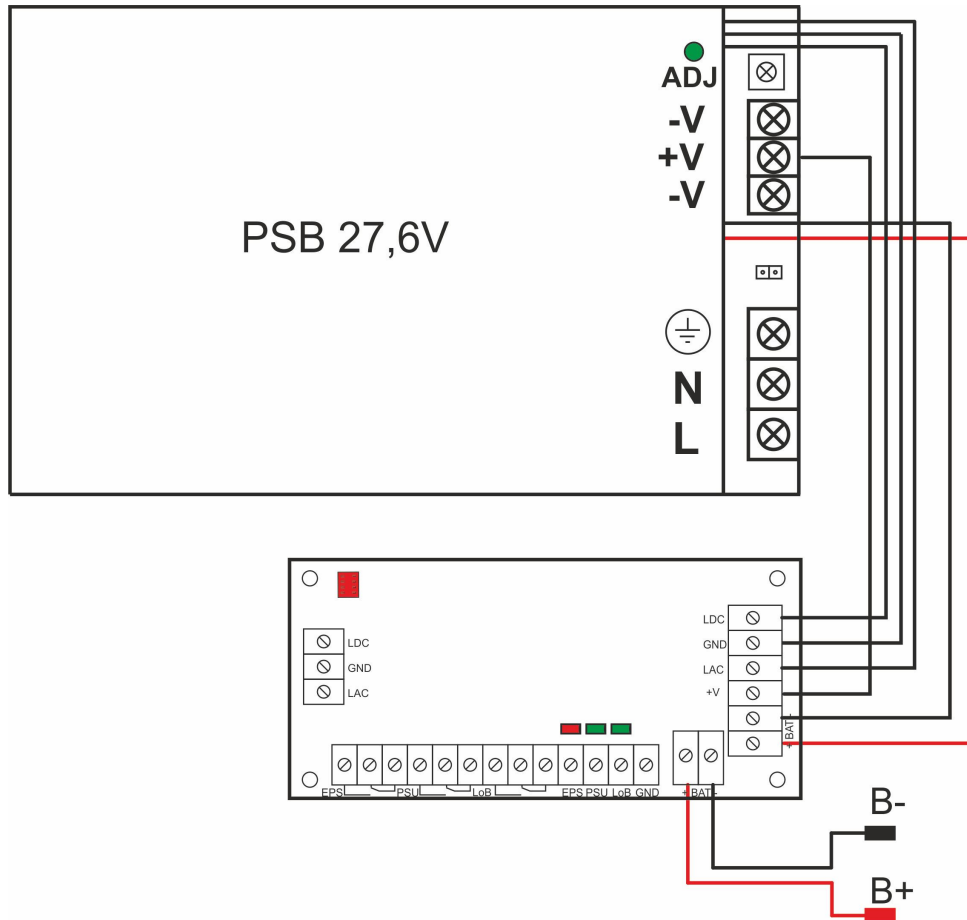 ADJ
-V
+V
-V
PSB 27,6V
N
L
LDC
GND
LAC
+V
+ BAT -
LDC
GND
LAC
EPS PSU LoB EPS PSU LoB GND + BAT -
B-
B+